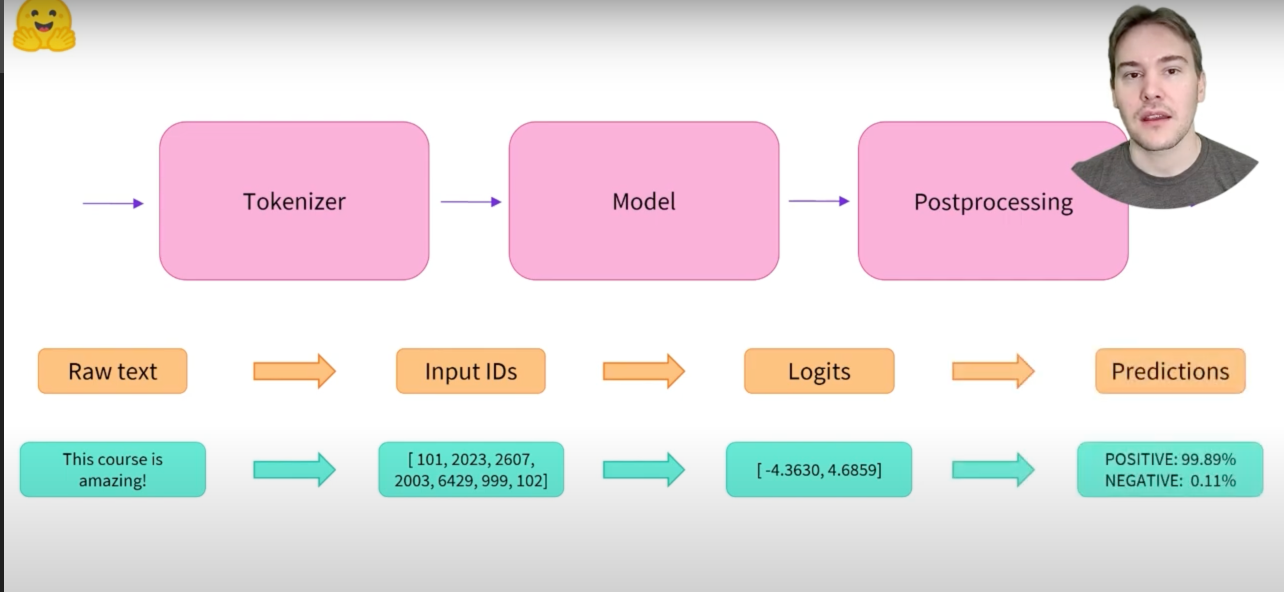 Tokenizer
Model
Postprocessing
Raw text
Input IDs
Logits
Predictions
This course is
amazing!
[ 101, 2023, 2607,
2003, 6429, 999, 102]
[ -4.3630, 4.6859]
POSITIVE: 99.89%
NEGATIVE: 0.11%